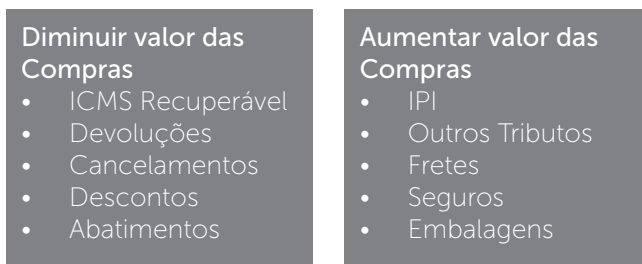 Diminuir valor das
Compras
• ICMS Recuperável
• Devoluções
• Cancelamentos
• Descontos
• Abatimentos
Aumentar valor das
Compras
• IPI
• Outros Tributos
• Fretes
• Seguros
• Embalagens